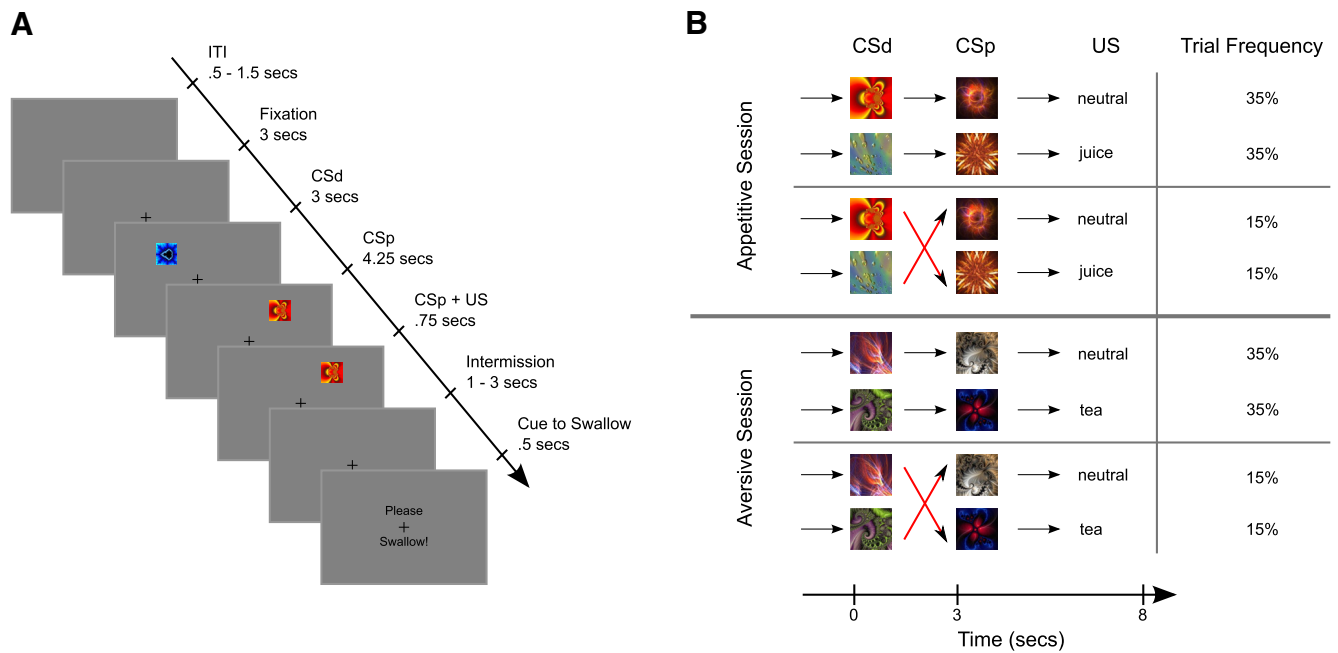 A
ITI
.5 - 1.5 secs
Fixation
3 secs
CSd
3 secs
CSp
4.25 secs
CSp + US
.75 secs
Intermission
1 - 3 secs
Cue to Swallow
.5 secs
Please
+
Swallow!
B
CSd CSp US Trial Frequency
Appetitive Session
neutral 35%
juice 35%
neutral 15%
juice 15%
Aversive Session
neutral 35%
tea 35%
neutral 15%
tea 15%
0 3 8
Time (secs)